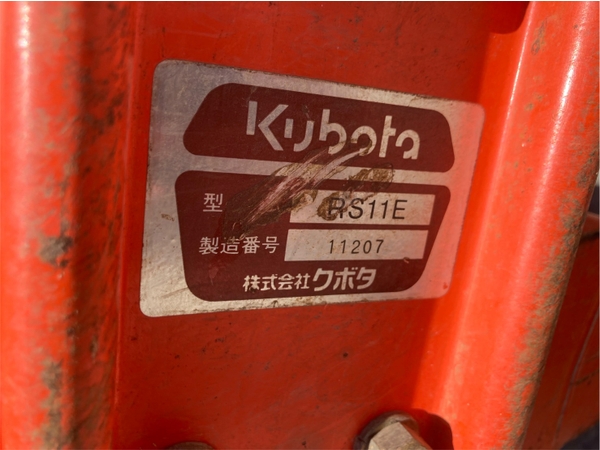 Kubota
型 RS11E
製造番号 11207
株式会社クボタ